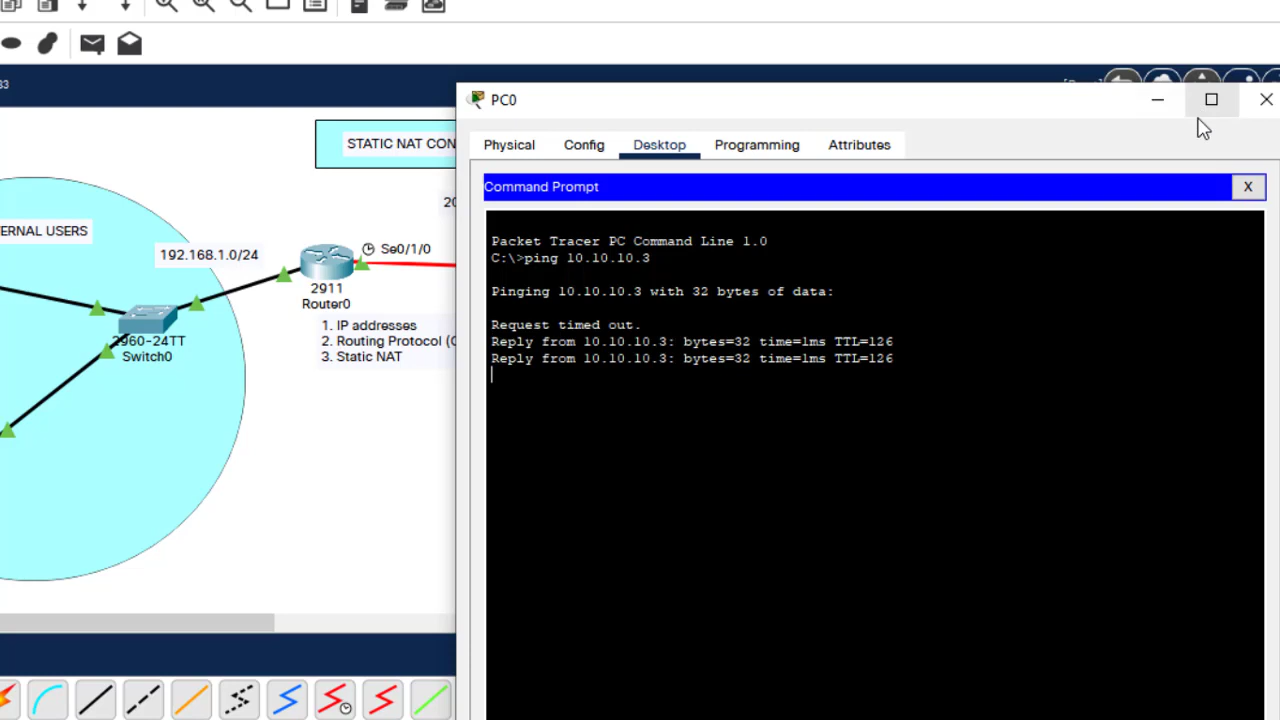 33
PC0
Physical Config Desktop Programming Attributes
Command Prompt
X
STATIC NAT CON
20
ERNAL USERS
192.168.1.0/24
Se0/1/0
2911
Router0
1. IP addresses
2. Routing Protocol (
3. Static NAT
2960-24TT
Switch0
Packet Tracer PC Command Line 1.0
C:\>ping 10.10.10.3
Pinging 10.10.10.3 with 32 bytes of data:
Request timed out.
Reply from 10.10.10.3: bytes=32 time=1ms TTL=126
Reply from 10.10.10.3: bytes=32 time=1ms TTL=126